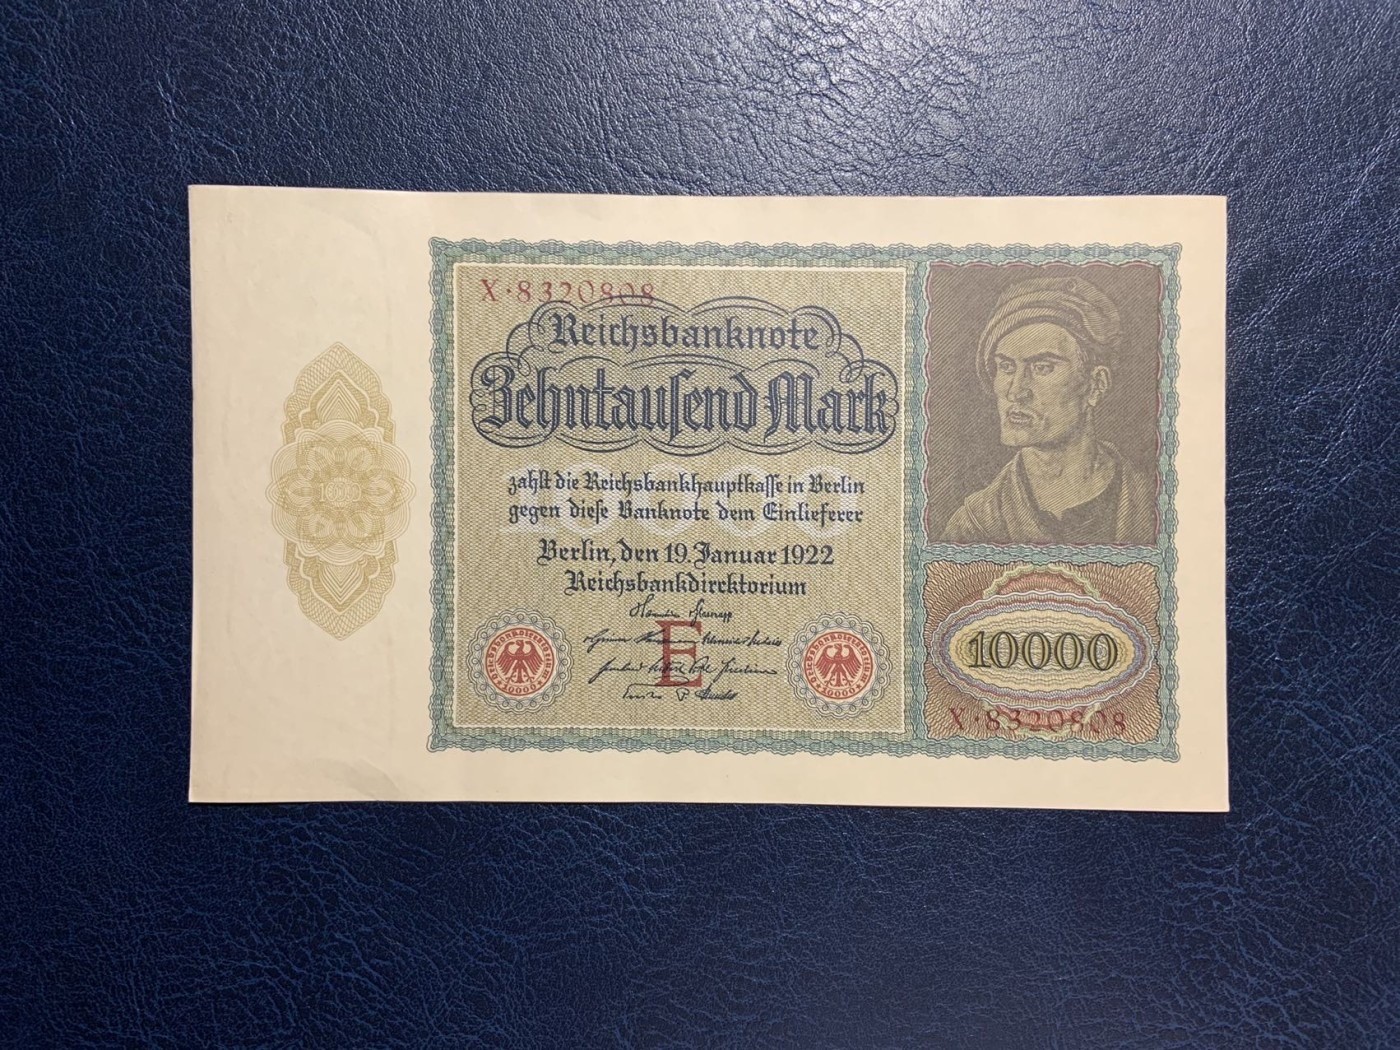 X·8320808
Reichsbanknote
Zehntauſend Mark
10000
zahlt die Reichsbankhauptkaſſe in Berlin
gegen dieſe Banknote dem Einlieferer
Berlin, den 19. Januar 1922
Reichsbankdirektorium
E
10000
X·8320808